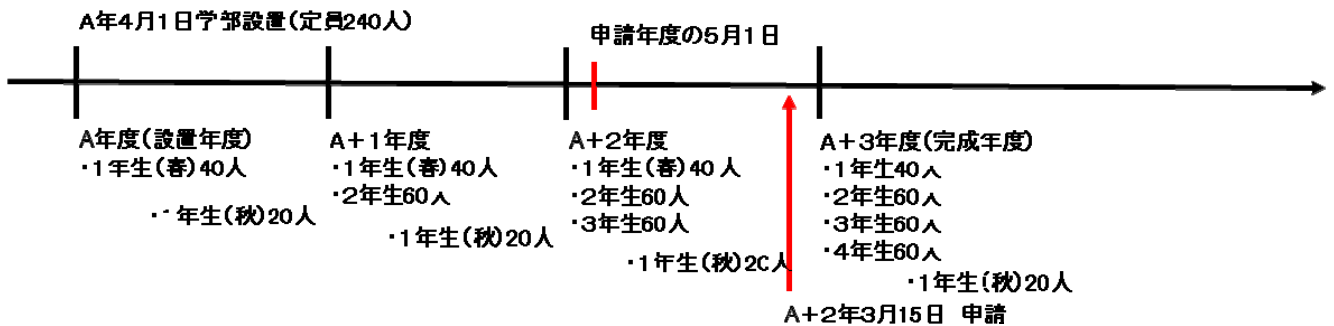 A年4月1日学部設置(定員240人)
申請年度の5月1日
A年度(設置年度)
・1年生(春)40人
・1年生(秋)20人
A+1年度
・1年生(春)40人
・2年生60人
・1年生(秋)20人
A+2年度
・1年生(春)40人
・2年生60人
・3年生60人
・1年生(秋)20人
A+3年度(完成年度)
・1年生40人
・2年生60人
・3年生60人
・4年生60人
・1年生(秋)20人
A+2年3月15日 申請